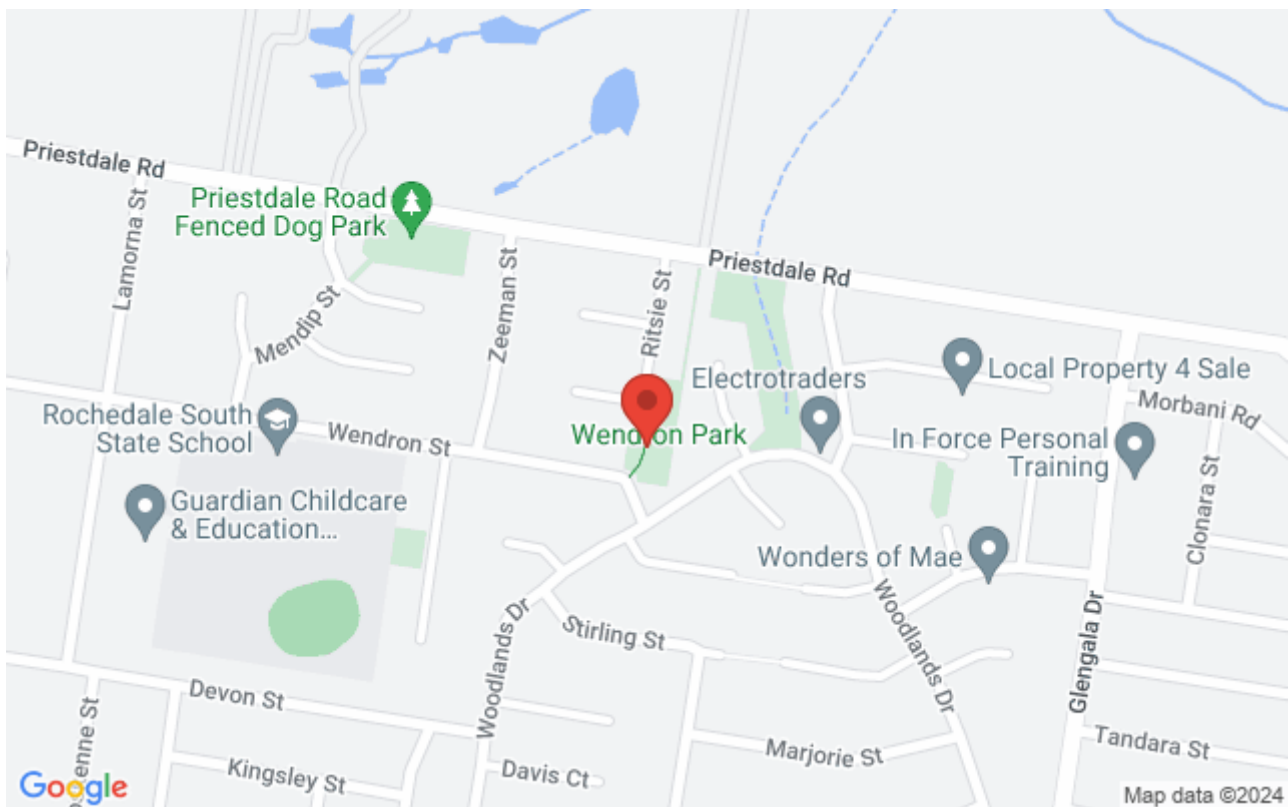 Priestdale Rd
Priestdale Road
Fenced Dog Park
Priestdale Rd
Lamorna St
Mendip St
Zeeman St
Ritsie St
Electrotraders
Local Property 4 Sale
Morbani Rd
Rochedale South
State School
Wendron St
Wendron Park
In Force Personal
Training
Clonara St
Guardian Childcare
& Education...
Wonders of Mae
Woodlands Dr
Stirling St
Woodlands Dr
Glengala Dr
Devon St
Kingsley St
Davis Ct
Marjorie St
Tandara St
Google
Map data ©2024